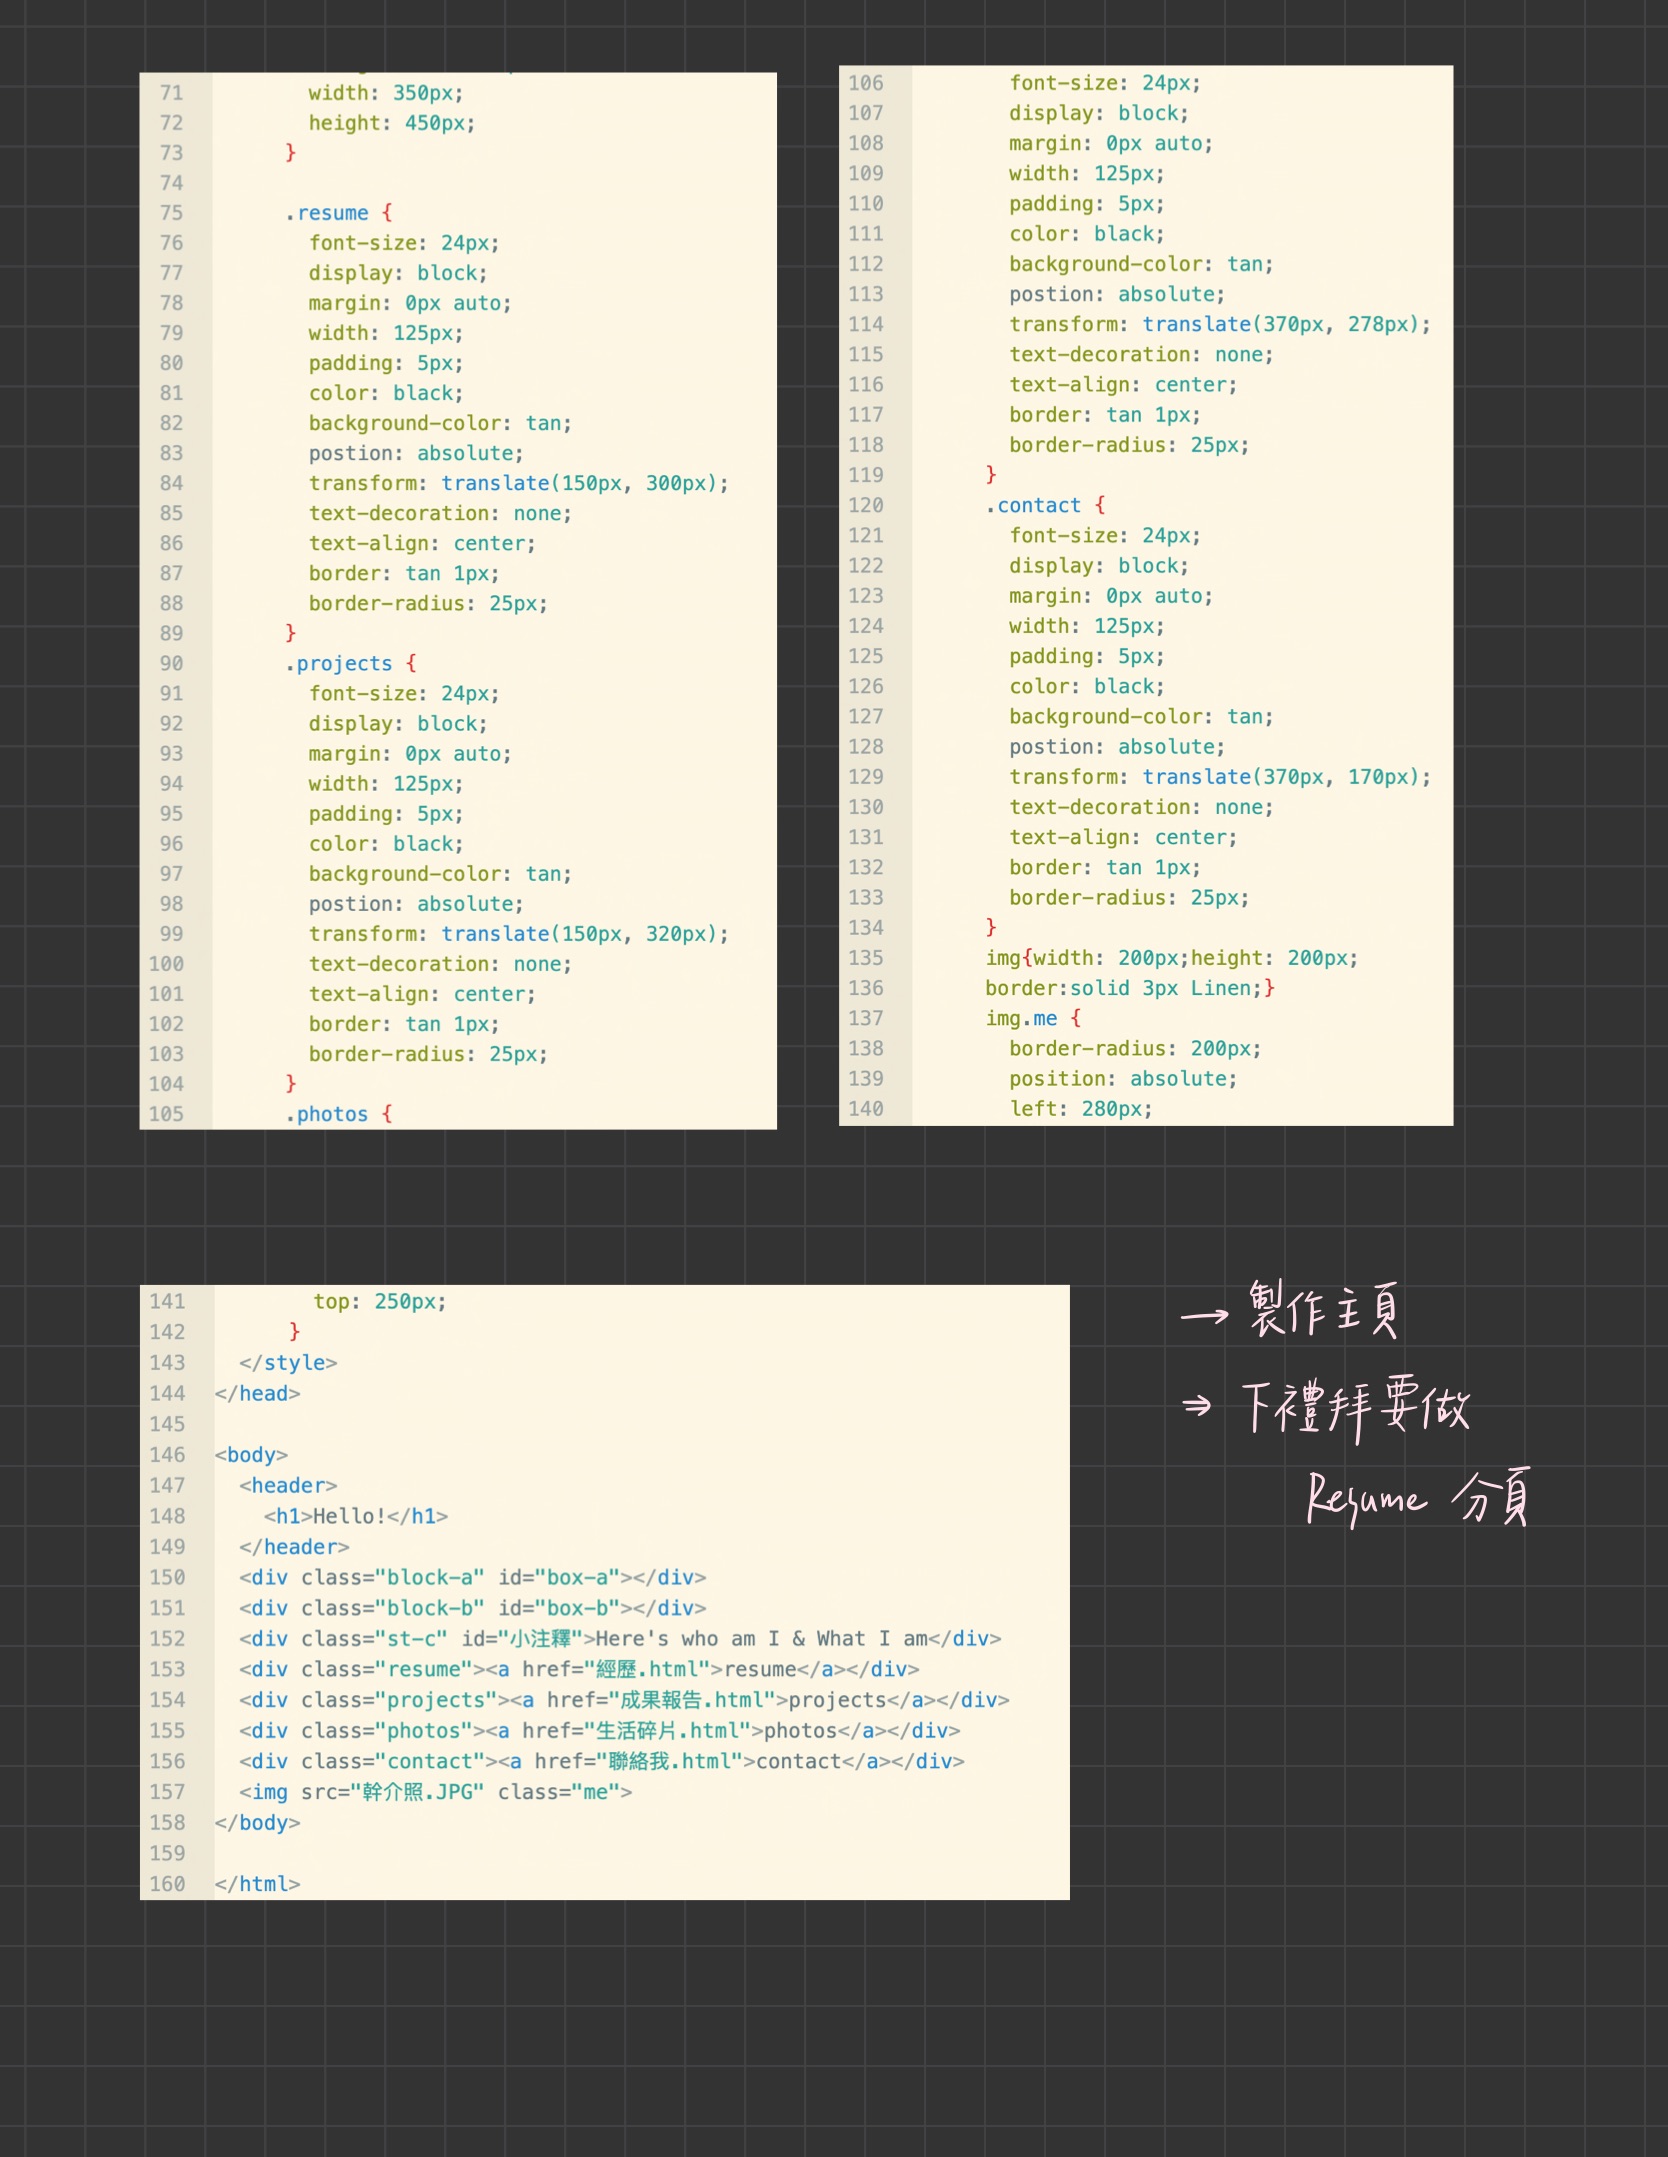 71 width: 350px;
72 height: 450px;
73 }
74
75 .resume {
76 font-size: 24px;
77 display: block;
78 margin: 0px auto;
79 width: 125px;
80 padding: 5px;
81 color: black;
82 background-color: tan;
83 postion: absolute;
84 transform: translate(150px, 300px);
85 text-decoration: none;
86 text-align: center;
87 border: tan 1px;
88 border-radius: 25px;
89 }
90 .projects {
91 font-size: 24px;
92 display: block;
93 margin: 0px auto;
94 width: 125px;
95 padding: 5px;
96 color: black;
97 background-color: tan;
98 postion: absolute;
99 transform: translate(150px, 320px);
100 text-decoration: none;
101 text-align: center;
102 border: tan 1px;
103 border-radius: 25px;
104 }
105 .photos {
106 font-size: 24px;
107 display: block;
108 margin: 0px auto;
109 width: 125px;
110 padding: 5px;
111 color: black;
112 background-color: tan;
113 postion: absolute;
114 transform: translate(370px, 278px);
115 text-decoration: none;
116 text-align: center;
117 border: tan 1px;
118 border-radius: 25px;
119 }
120 .contact {
121 font-size: 24px;
122 display: block;
123 margin: 0px auto;
124 width: 125px;
125 padding: 5px;
126 color: black;
127 background-color: tan;
128 postion: absolute;
129 transform: translate(370px, 170px);
130 text-decoration: none;
131 text-align: center;
132 border: tan 1px;
133 border-radius: 25px;
134 }
135 img{width: 200px;height: 200px;
136 border:solid 3px Linen;}
137 img.me {
138 border-radius: 200px;
139 position: absolute;
140 left: 280px;
141 top: 250px;
142 }
143 </style>
144 </head>
145
146 <body>
147 <header>
148 <h1>Hello!</h1>
149 </header>
150 <div class="block-a" id="box-a"></div>
151 <div class="block-b" id="box-b"></div>
152 <div class="st-c" id="小注釋">Here's who am I & What I am</div>
153 <div class="resume"><a href="經歷.html">resume</a></div>
154 <div class="projects"><a href="成果報告.html">projects</a></div>
155 <div class="photos"><a href="生活碎片.html">photos</a></div>
156 <div class="contact"><a href="聯絡我.html">contact</a></div>
157 <img src="幹介照.JPG" class="me">
158 </body>
159
160 </html>
→ 製作主頁
⇒ 下禮拜要做
Resume 分頁